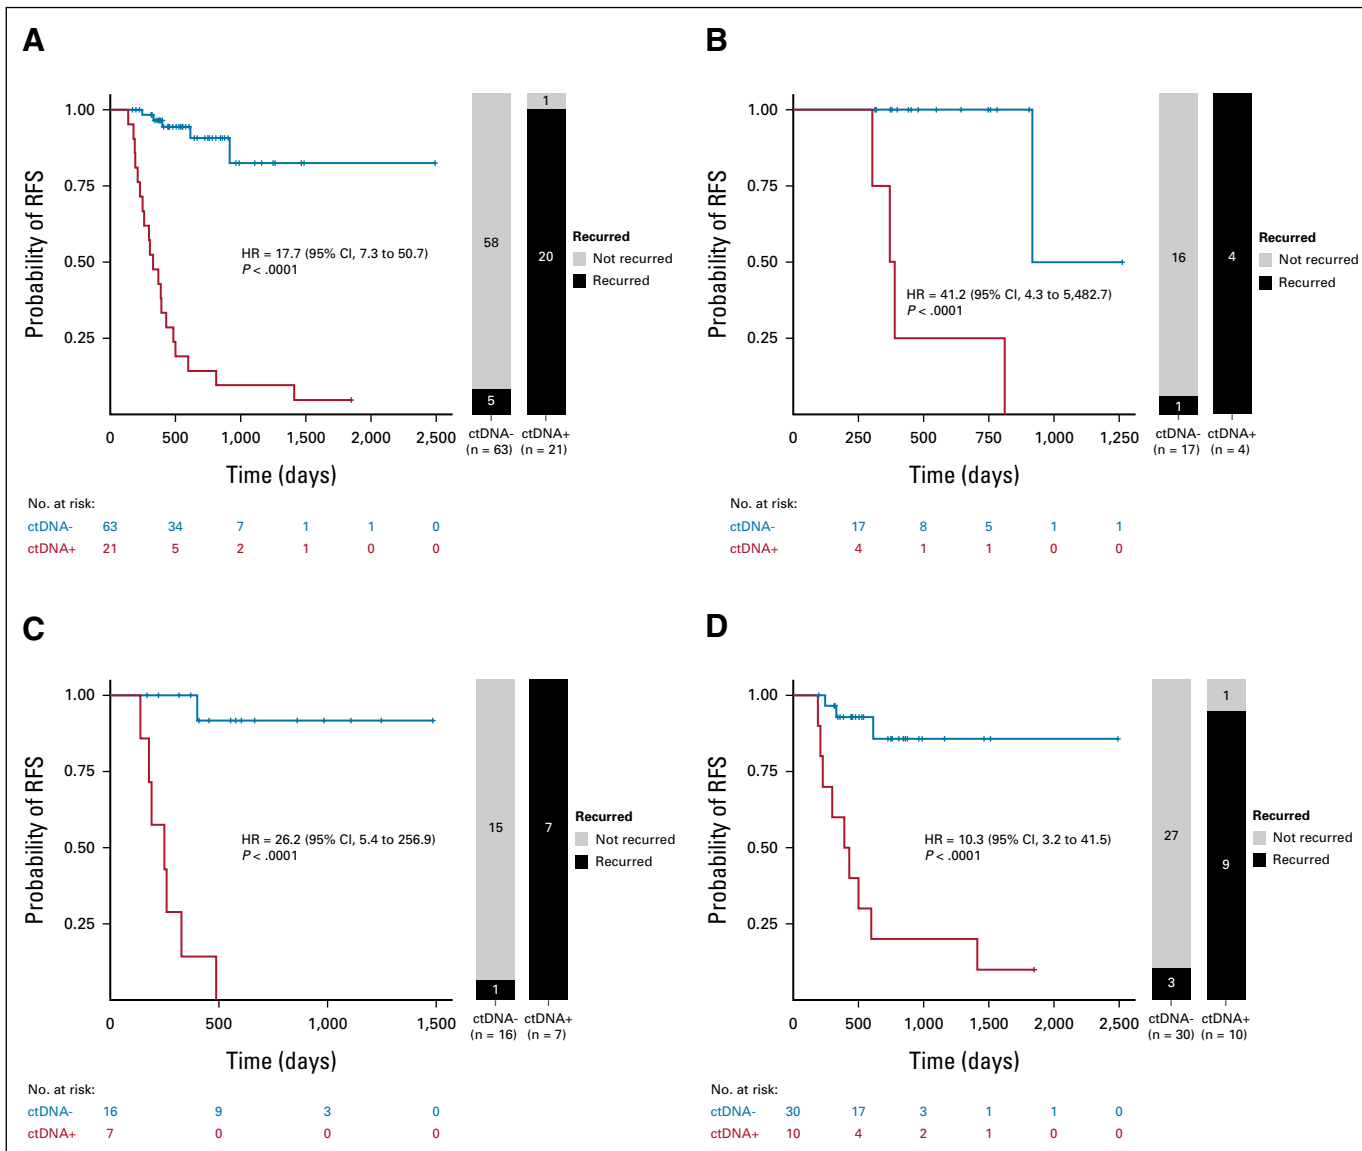 A
Probability of RFS
1.00
0.75
0.50
0.25
HR = 17.7 (95% CI, 7.3 to 50.7)
P < .0001
0 500 1,000 1,500 2,000 2,500
Time (days)
1
58
20
5
ctDNA- ctDNA+
(n = 63) (n = 21)
Recurred
Not recurred
Recurred
No. at risk:
ctDNA- 63 34 7 1 1 0
ctDNA+ 21 5 2 1 0 0
B
Probability of RFS
1.00
0.75
0.50
0.25
HR = 41.2 (95% CI, 4.3 to 5,482.7)
P < .0001
0 250 500 750 1,000 1,250
Time (days)
16
4
1
ctDNA- ctDNA+
(n = 17) (n = 4)
Recurred
Not recurred
Recurred
No. at risk:
ctDNA- 17 8 5 1 1
ctDNA+ 4 1 1 0 0
C
Probability of RFS
1.00
0.75
0.50
0.25
HR = 26.2 (95% CI, 5.4 to 256.9)
P < .0001
0 500 1,000 1,500
Time (days)
15
7
1
ctDNA- ctDNA+
(n = 16) (n = 7)
Recurred
Not recurred
Recurred
No. at risk:
ctDNA- 16 9 3 0
ctDNA+ 7 0 0 0
D
Probability of RFS
1.00
0.75
0.50
0.25
HR = 10.3 (95% CI, 3.2 to 41.5)
P < .0001
0 500 1,000 1,500 2,000 2,500
Time (days)
1
27
9
3
ctDNA- ctDNA+
(n = 30) (n = 10)
Recurred
Not recurred
Recurred
No. at risk:
ctDNA- 30 17 3 1 1 0
ctDNA+ 10 4 2 1 0 0